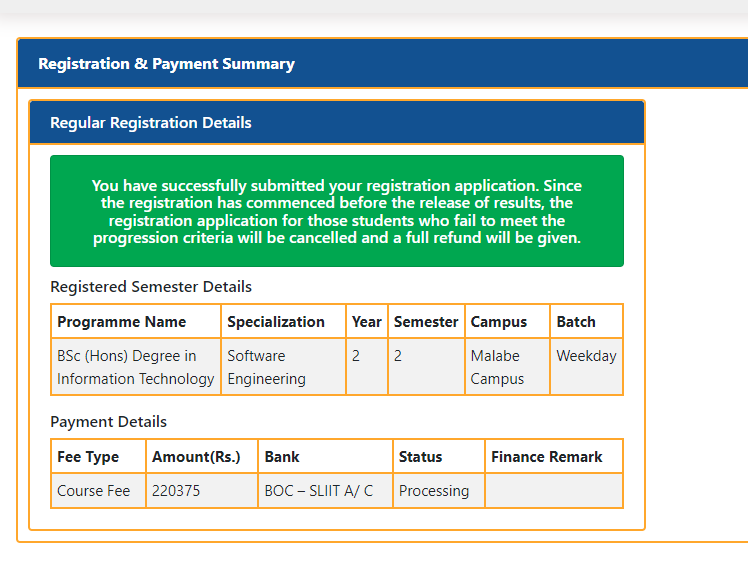 Registration & Payment Summary
Regular Registration Details
You have successfully submitted your registration application. Since
the registration has commenced before the release of results, the
registration application for those students who fail to meet the
progression criteria will be cancelled and a full refund will be given.
Registered Semester Details
Programme Name Specialization Year Semester Campus Batch
BSc (Hons) Degree in Software 2 2 Malabe Weekday
Information Technology Engineering Campus
Payment Details
Fee Type Amount(Rs.) Bank Status Finance Remark
Course Fee 220375 BOC – SLIIT A/ C Processing